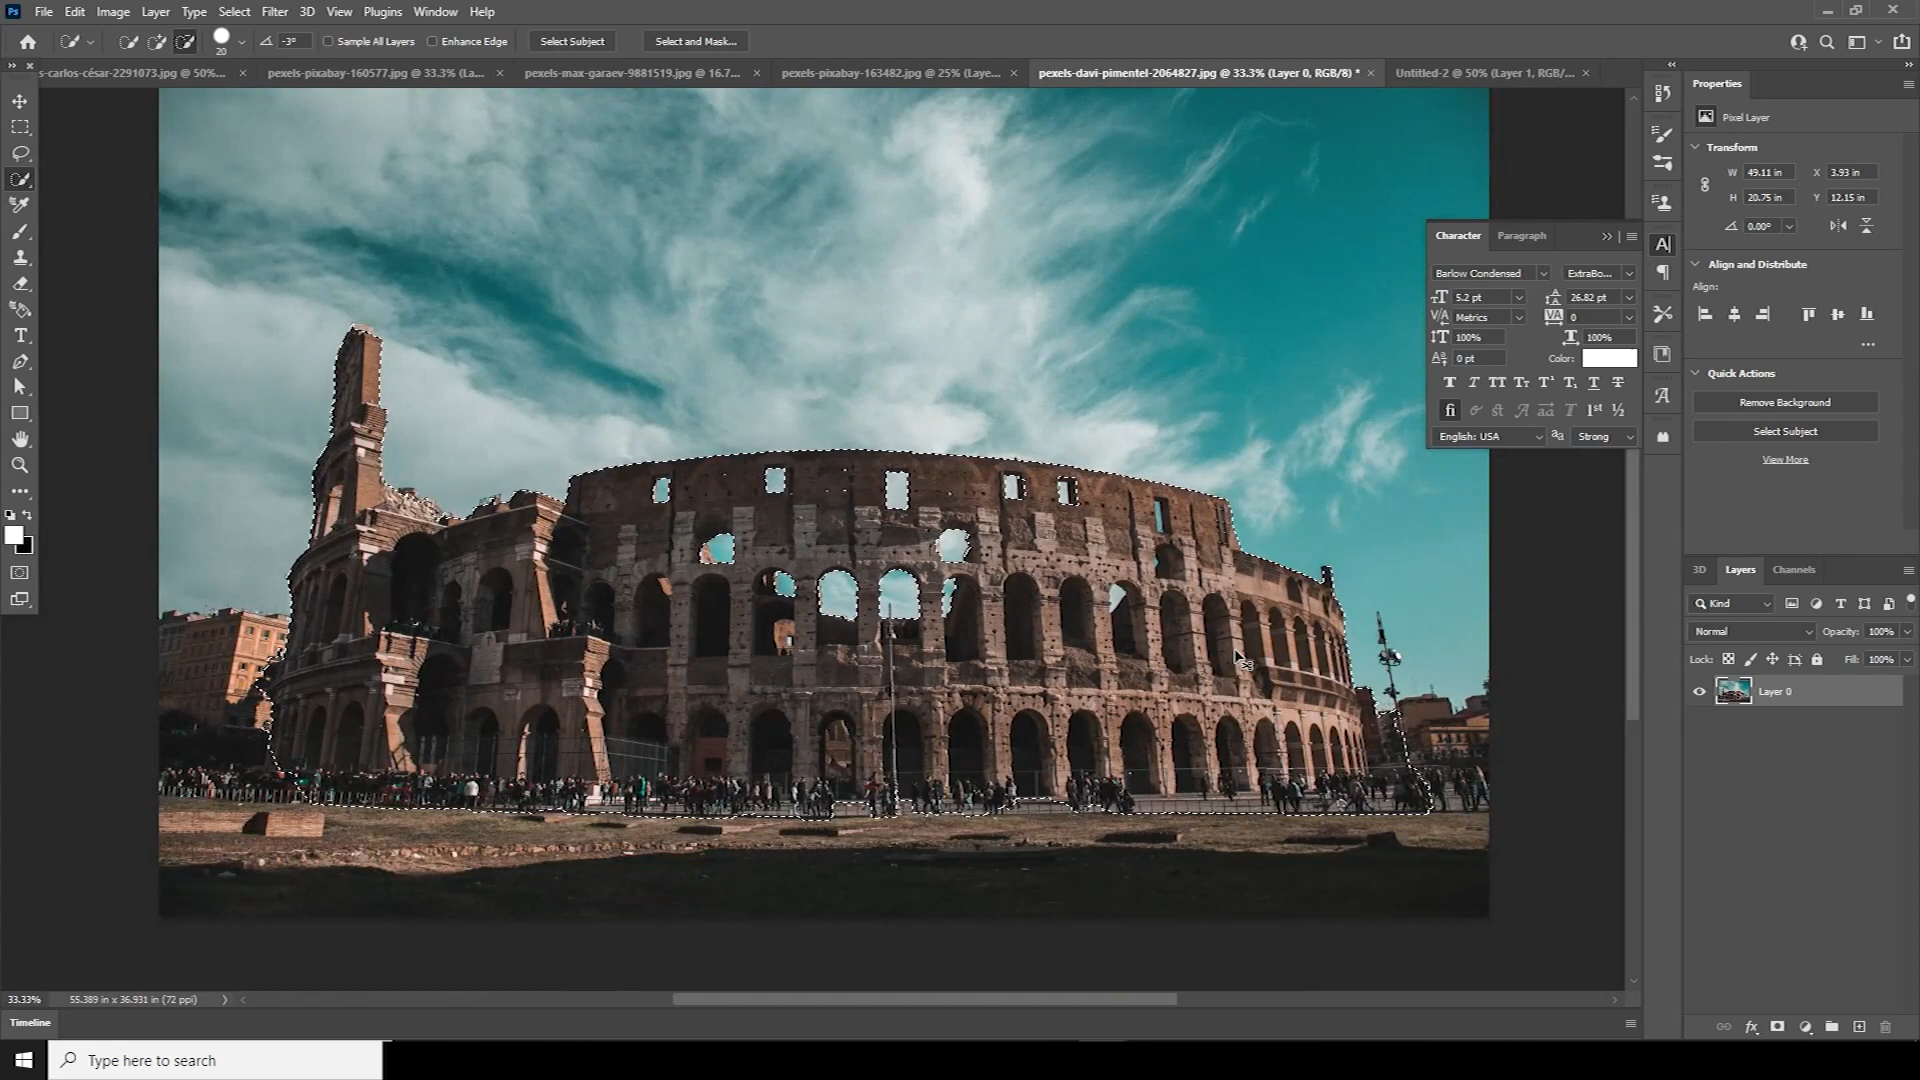 Ps File Edit Image Layer Type Select Filter 3D View Plugins Window Help
20 -3° Sample All Layers Enhance Edge Select Subject Select and Mask...
s-carlos-césar-2291073.jpg @ 50%... × pexels-pixabay-160577.jpg @ 33.3% (La... × pexels-max-garaev-9881519.jpg @ 16.7... × pexels-pixabay-163482.jpg @ 25% (Laye... × pexels-davi-pimentel-2064827.jpg @ 33.3% (Layer 0, RGB/8) * × Untitled-2 @ 50% (Layer 1, RGB/... ×
Properties
Pixel Layer
Transform
W 49.11 in X 3.93 in
H 20.75 in Y 12.15 in
0.00°
Align and Distribute
Align:
Quick Actions
Remove Background
Select Subject
View More
Character Paragraph
Barlow Condensed ExtraBo...
5.2 pt 26.82 pt
Metrics 0
100% 100%
0 pt Color:
English: USA aa Strong
3D Layers Channels
Kind
Normal Opacity: 100%
Lock: Fill: 100%
Layer 0
33.33% 55.389 in x 36.931 in (72 ppi)
Timeline
Type here to search